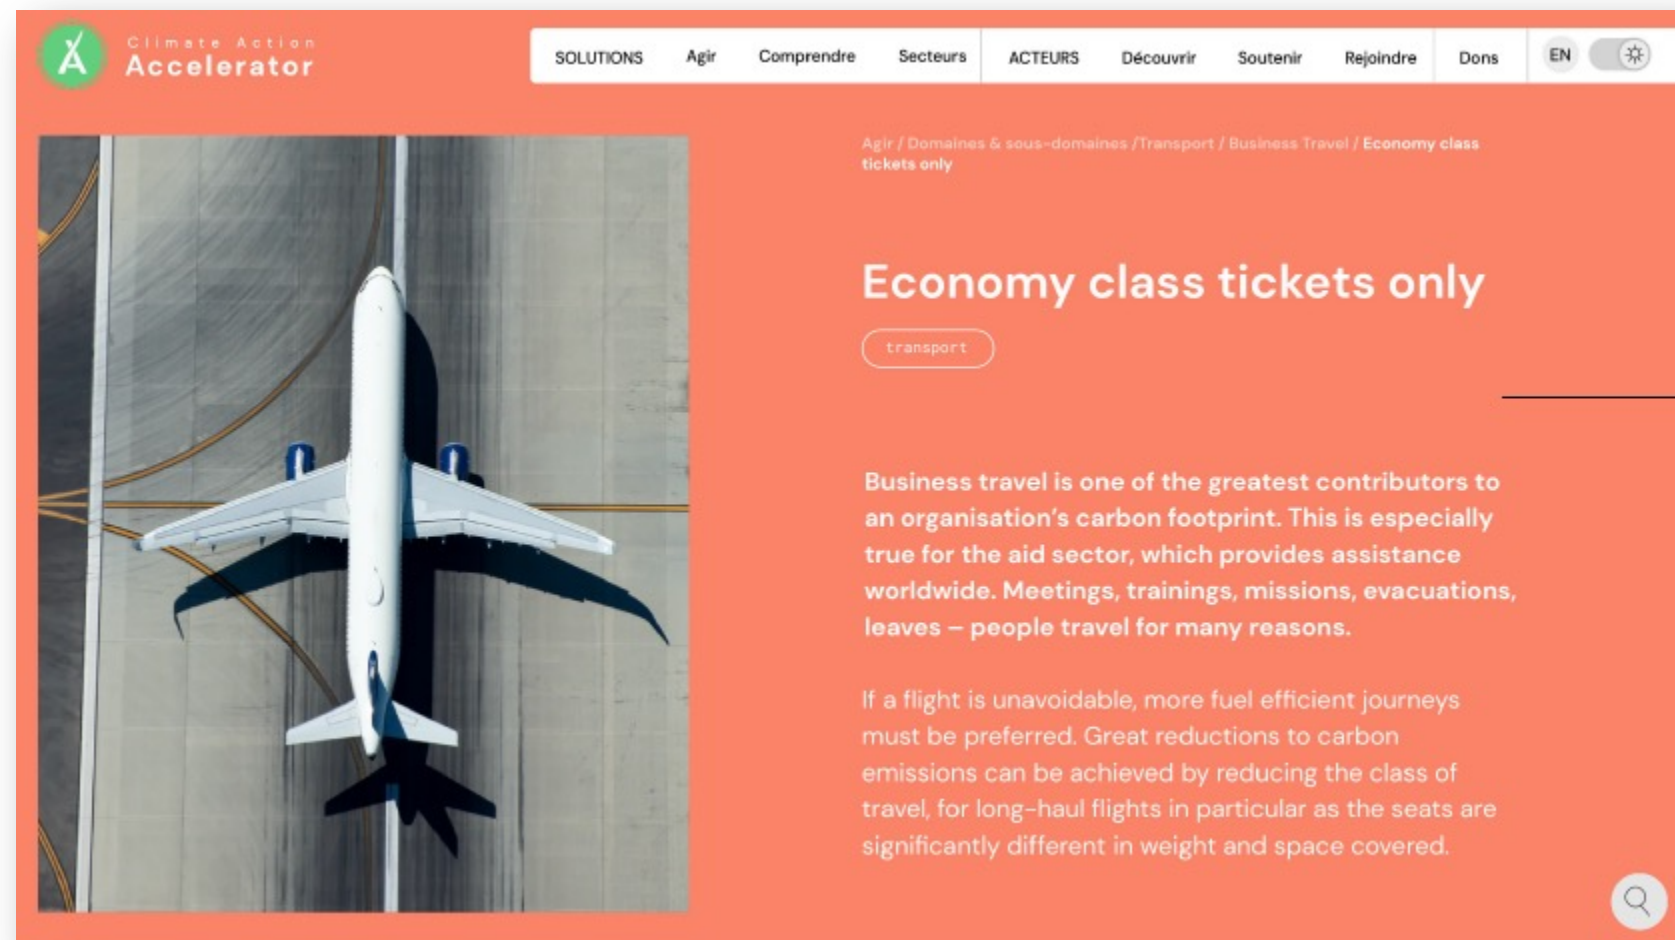 Climate Action
Accelerator
SOLUTIONS Agir Comprendre Secteurs ACTEURS Découvrir Soutenir Rejoindre Dons EN
Agir / Domaines & sous-domaines /Transport / Business Travel / Economy class
tickets only
Economy class tickets only
transport
Business travel is one of the greatest contributors to
an organisation’s carbon footprint. This is especially
true for the aid sector, which provides assistance
worldwide. Meetings, trainings, missions, evacuations,
leaves – people travel for many reasons.
If a flight is unavoidable, more fuel efficient journeys
must be preferred. Great reductions to carbon
emissions can be achieved by reducing the class of
travel, for long-haul flights in particular as the seats are
significantly different in weight and space covered.